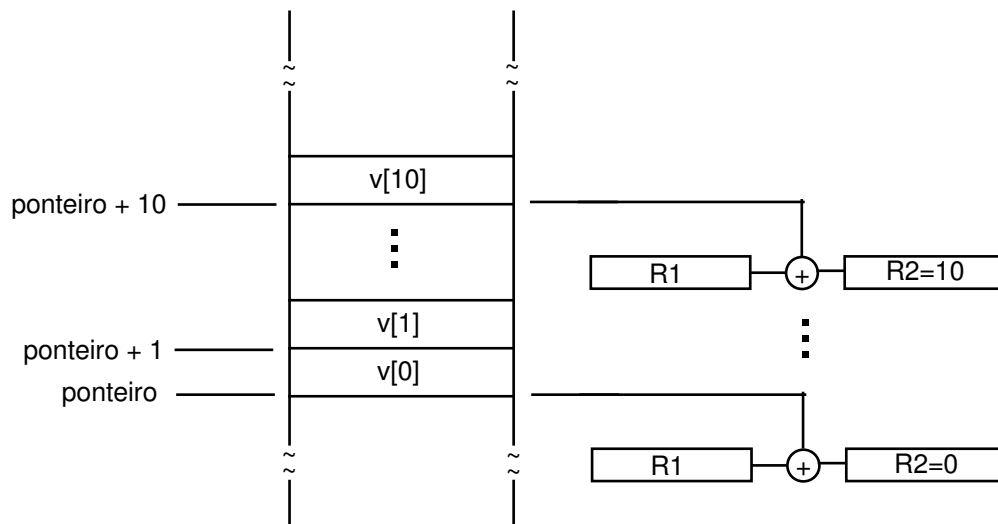 v[10]
ponteiro + 10
R1
+
R2=10
v[1]
ponteiro + 1
v[0]
ponteiro
R1
+
R2=0